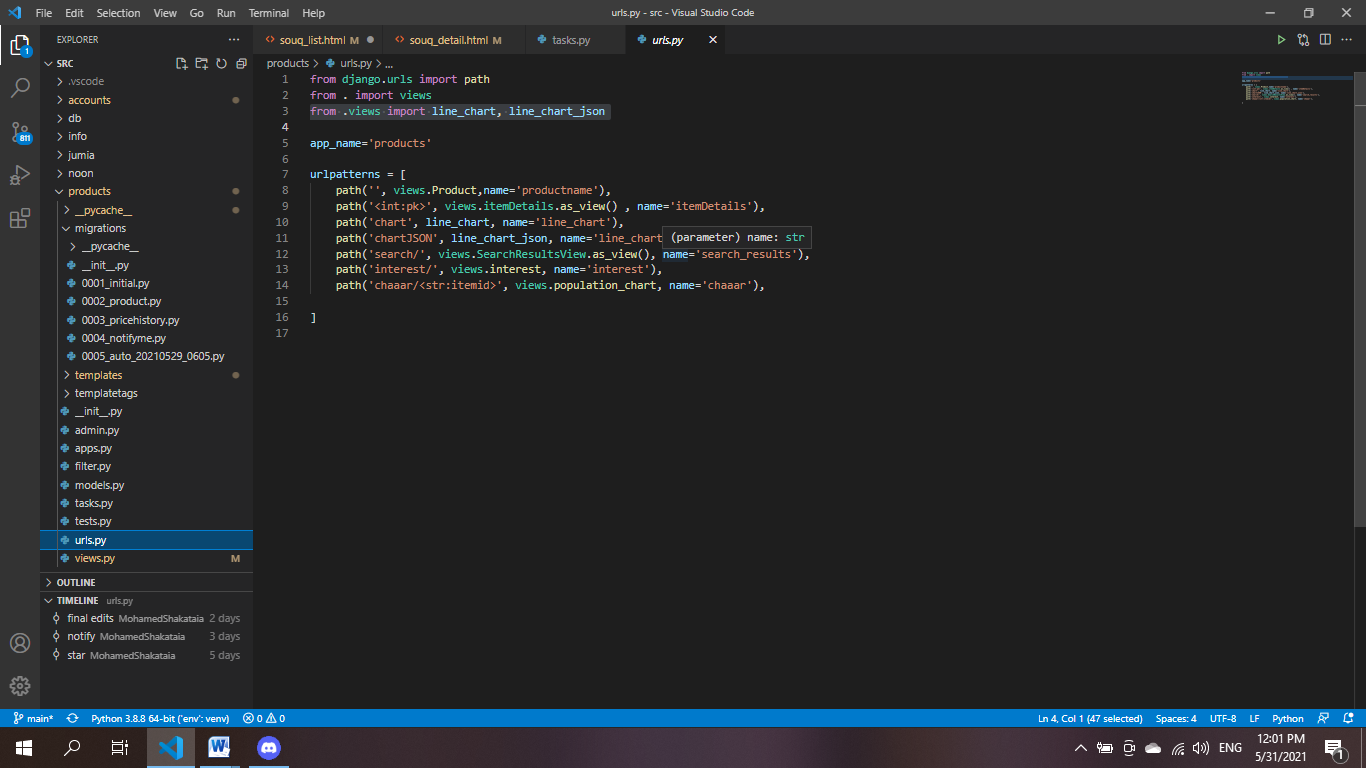 File Edit Selection View Go Run Terminal Help
urls.py - src - Visual Studio Code
EXPLORER
souq_list.html M
souq_detail.html M
tasks.py
urls.py
SRC
products > urls.py > ...
.vscode
accounts
db
info
jumia
noon
products
__pycache__
migrations
__pycache__
__init__.py
0001_initial.py
0002_product.py
0003_pricehistory.py
0004_notifyme.py
0005_auto_20210529_0605.py
templates
templatetags
__init__.py
admin.py
apps.py
filter.py
models.py
tasks.py
tests.py
urls.py
views.py M
OUTLINE
TIMELINE urls.py
final edits MohamedShakataia 2 days
notify MohamedShakataia 3 days
star MohamedShakataia 5 days
1
811
1 from django.urls import path
2 from . import views
3 from .views import line_chart, line_chart_json
4
5 app_name='products'
6
7 urlpatterns = [
8 path('', views.Product,name='productname'),
9 path('<int:pk>', views.itemDetails.as_view() , name='itemDetails'),
10 path('chart', line_chart, name='line_chart'),
11 path('chartJSON', line_chart_json, name='line_chart
(parameter) name: str
12 path('search/', views.SearchResultsView.as_view(), name='search_results'),
13 path('interest/', views.interest, name='interest'),
14 path('chaaar/<str:itemid>', views.population_chart, name='chaaar'),
15
16 ]
17
main* Python 3.8.8 64-bit ('env': venv) 0 0
Ln 4, Col 1 (47 selected) Spaces: 4 UTF-8 LF Python
ENG
12:01 PM
5/31/2021
1